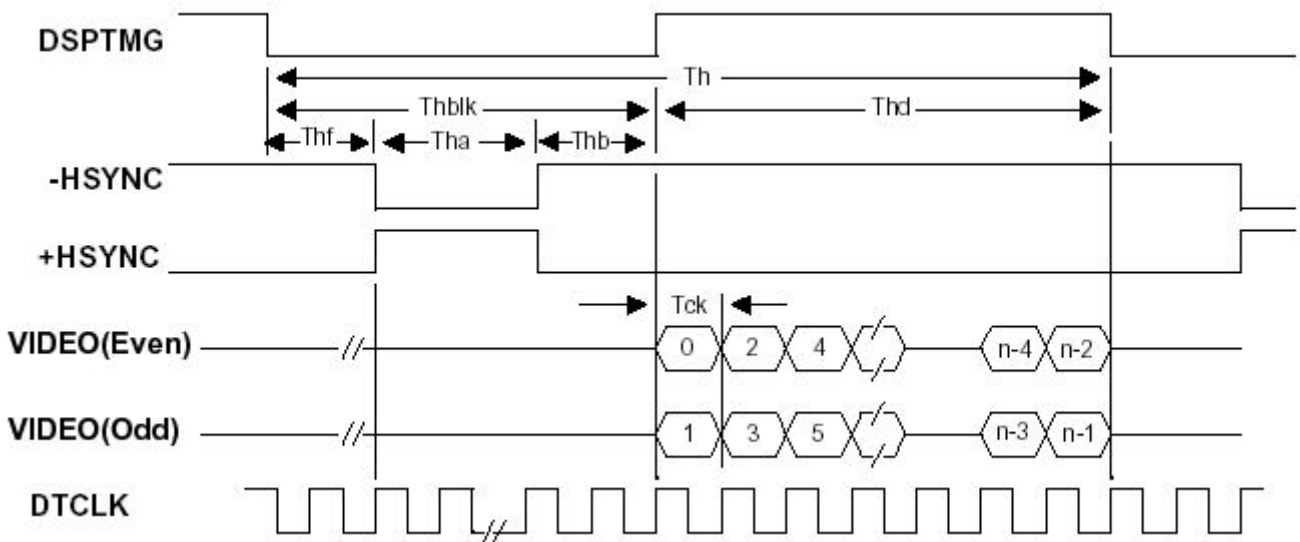 DSPTMG
Th
Thblk
Thd
Thf
Tha
Thb
-HSYNC
+HSYNC
Tck
VIDEO(Even)
0
2
4
n-4
n-2
VIDEO(Odd)
1
3
5
n-3
n-1
DTCLK